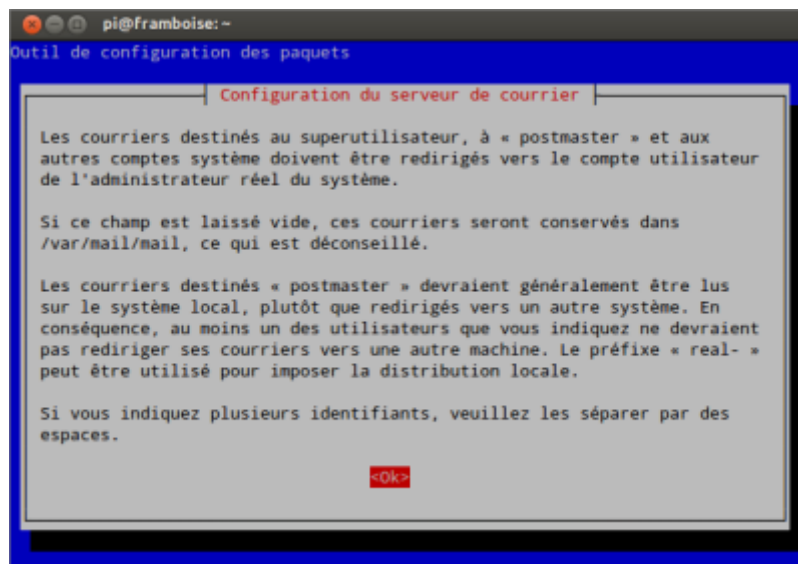 pi@framboise: ~
Outil de configuration des paquets
Configuration du serveur de courrier
Les courriers destinés au superutilisateur, à « postmaster » et aux
autres comptes système doivent être redirigés vers le compte utilisateur
de l'administrateur réel du système.
Si ce champ est laissé vide, ces courriers seront conservés dans
/var/mail/mail, ce qui est déconseillé.
Les courriers destinés « postmaster » devraient généralement être lus
sur le système local, plutôt que redirigés vers un autre système. En
conséquence, au moins un des utilisateurs que vous indiquez ne devraient
pas rediriger ses courriers vers une autre machine. Le préfixe « real- »
peut être utilisé pour imposer la distribution locale.
Si vous indiquez plusieurs identifiants, veuillez les séparer par des
espaces.
<Ok>